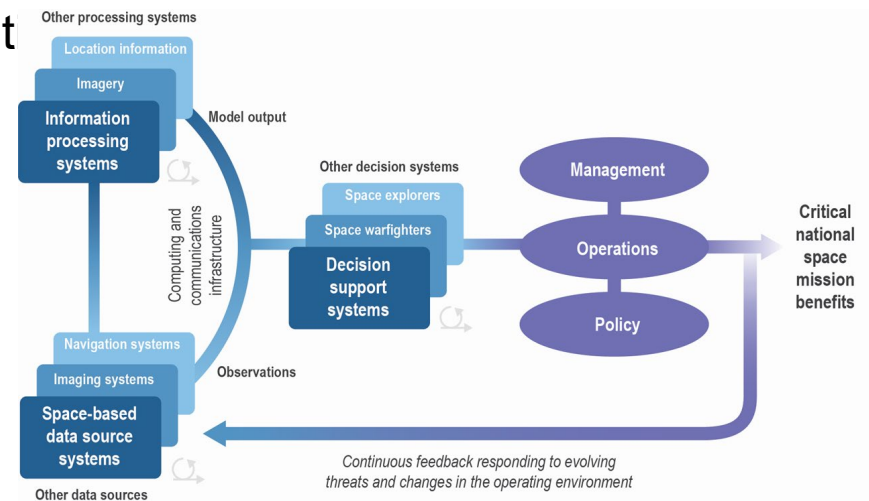 t
Other processing systems
Location information
Imagery
Information
processing
systems
Model output
Computing and
communications
infrastructure
Navigation systems
Imaging systems
Space-based
data source
systems
Other data sources
Observations
Other decision systems
Space explorers
Space warfighters
Decision
support
systems
Management
Operations
Policy
Critical
national
space
mission
benefits
Continuous feedback responding to evolving
threats and changes in the operating environment